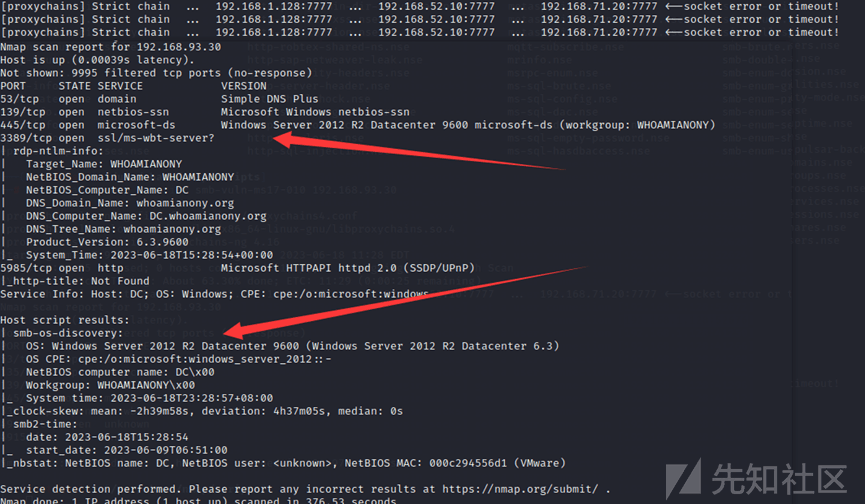 [proxychains] Strict chain  ...  192.168.1.128:7777  ...  192.168.52.10:7777  ...  192.168.71.20:7777 <--socket error or timeout!
[proxychains] Strict chain  ...  192.168.1.128:7777  ...  192.168.52.10:7777  ...  192.168.71.20:7777 <--socket error or timeout!
[proxychains] Strict chain  ...  192.168.1.128:7777  ...  192.168.52.10:7777  ...  192.168.71.20:7777 <--socket error or timeout!
Nmap scan report for 192.168.93.30
Host is up (0.00039s latency).
Not shown: 9995 filtered tcp ports (no-response)
PORT     STATE SERVICE            VERSION
53/tcp   open  domain             Simple DNS Plus
139/tcp  open  netbios-ssn        Microsoft Windows netbios-ssn
445/tcp  open  microsoft-ds       Windows Server 2012 R2 Datacenter 9600 microsoft-ds (workgroup: WHOAMIANONY)
3389/tcp open  ssl/ms-wbt-server?
| rdp-ntlm-info:
|   Target_Name: WHOAMIANONY
|   NetBIOS_Domain_Name: WHOAMIANONY
|   NetBIOS_Computer_Name: DC
|   DNS_Domain_Name: whoamianony.org
|   DNS_Computer_Name: DC.whoamianony.org
|   DNS_Tree_Name: whoamianony.org
|   Product_Version: 6.3.9600
|_  System_Time: 2023-06-18T15:28:54+00:00
5985/tcp open  http               Microsoft HTTPAPI httpd 2.0 (SSDP/UPnP)
|_http-title: Not Found
Service Info: Host: DC; OS: Windows; CPE: cpe:/o:microsoft:windows
Host script results:
| smb-os-discovery:
|   OS: Windows Server 2012 R2 Datacenter 9600 (Windows Server 2012 R2 Datacenter 6.3)
|   OS CPE: cpe:/o:microsoft:windows_server_2012::-
|   NetBIOS computer name: DC\x00
|   Workgroup: WHOAMIANONY\x00
|_  System time: 2023-06-18T23:28:57+08:00
|_clock-skew: mean: -2h39m58s, deviation: 4h37m05s, median: 0s
| smb2-time:
|   date: 2023-06-18T15:28:54
|_  start_date: 2023-06-09T06:51:00
|_nbstat: NetBIOS name: DC, NetBIOS user: <unknown>, NetBIOS MAC: 000c294556d1 (VMware)
Service detection performed. Please report any incorrect results at https://nmap.org/submit/ .
Nmap done: 1 IP address (1 host up) scanned in 376.53 seconds
先知社区